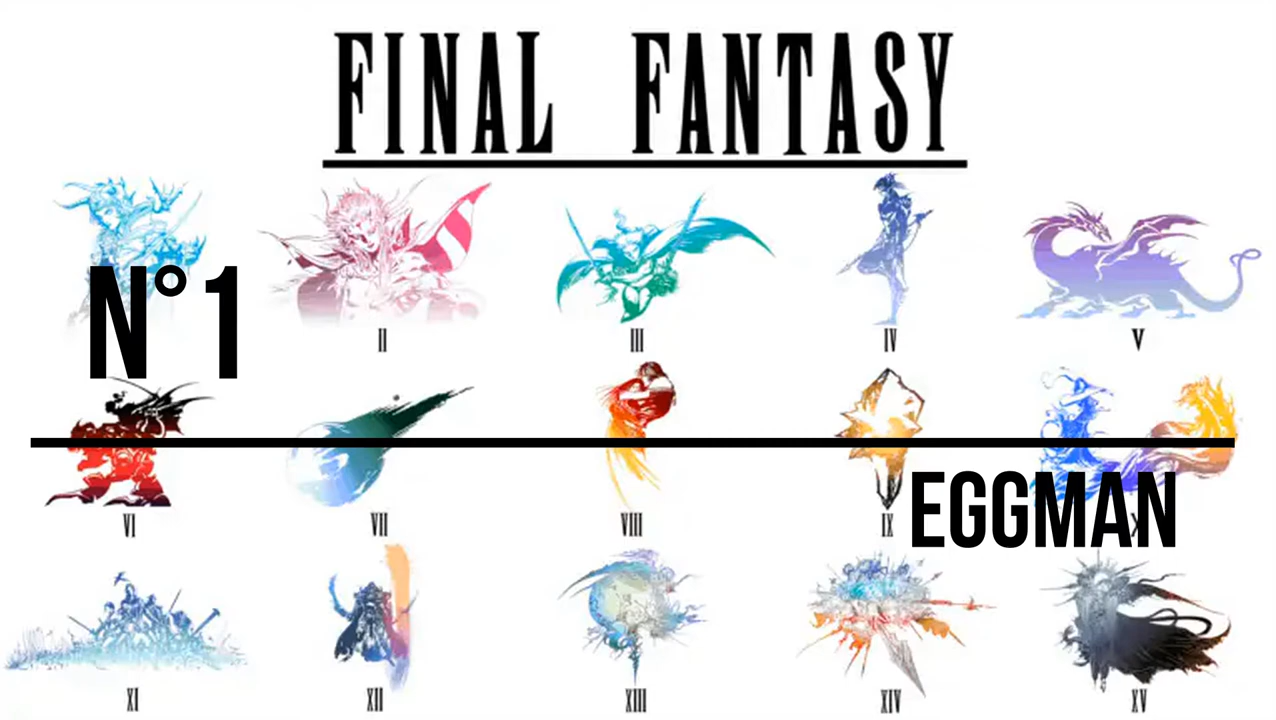 FINAL FANTASY
N°1
II III IV V
VI VII VIII IX X
EGGMAN
XI XII XIII XIV XV